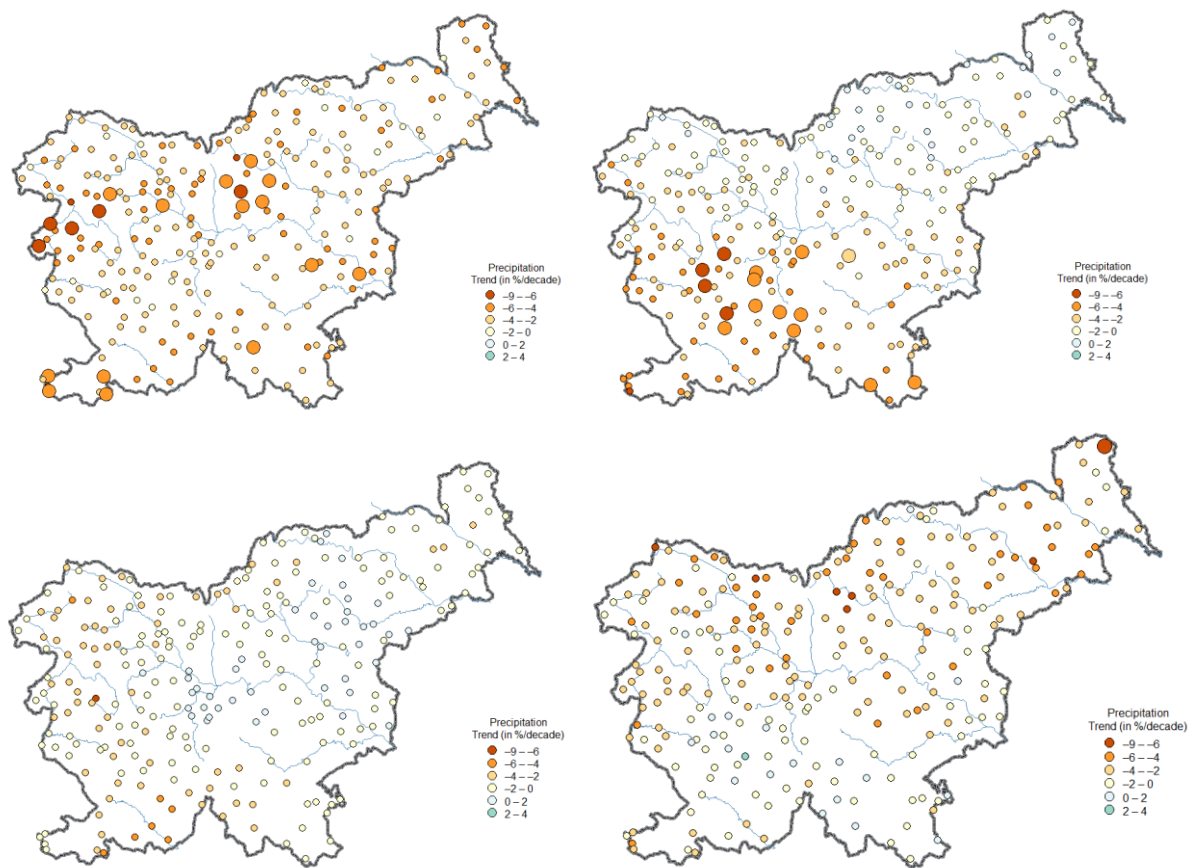 Precipitation
Trend (in %/decade)
−9 – −6
−6 – −4
−4 – −2
−2 – 0
0 – 2
2 – 4
Precipitation
Trend (in %/decade)
−9 – −6
−6 – −4
−4 – −2
−2 – 0
0 – 2
2 – 4
Precipitation
Trend (in %/decade)
−9 – −6
−6 – −4
−4 – −2
−2 – 0
0 – 2
2 – 4
Precipitation
Trend (in %/decade)
−9 – −6
−6 – −4
−4 – −2
−2 – 0
0 – 2
2 – 4